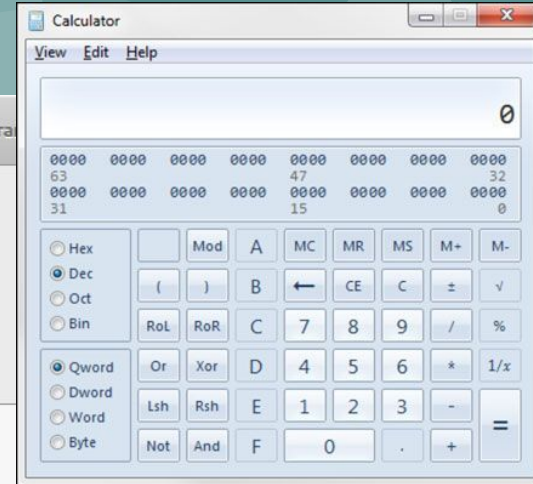 Calculator
View Edit Help
0
0000 0000 0000 0000 0000 0000 0000 0000
63 47 32
0000 0000 0000 0000 0000 0000 0000 0000
31 15 0
Hex
Dec
Oct
Bin
Qword
Dword
Word
Byte
Mod A MC MR MS M+ M-
( ) B ← CE C ± √
RoL RoR C 7 8 9 / %
Or Xor D 4 5 6 * 1/x
Lsh Rsh E 1 2 3 - =
Not And F 0 . +